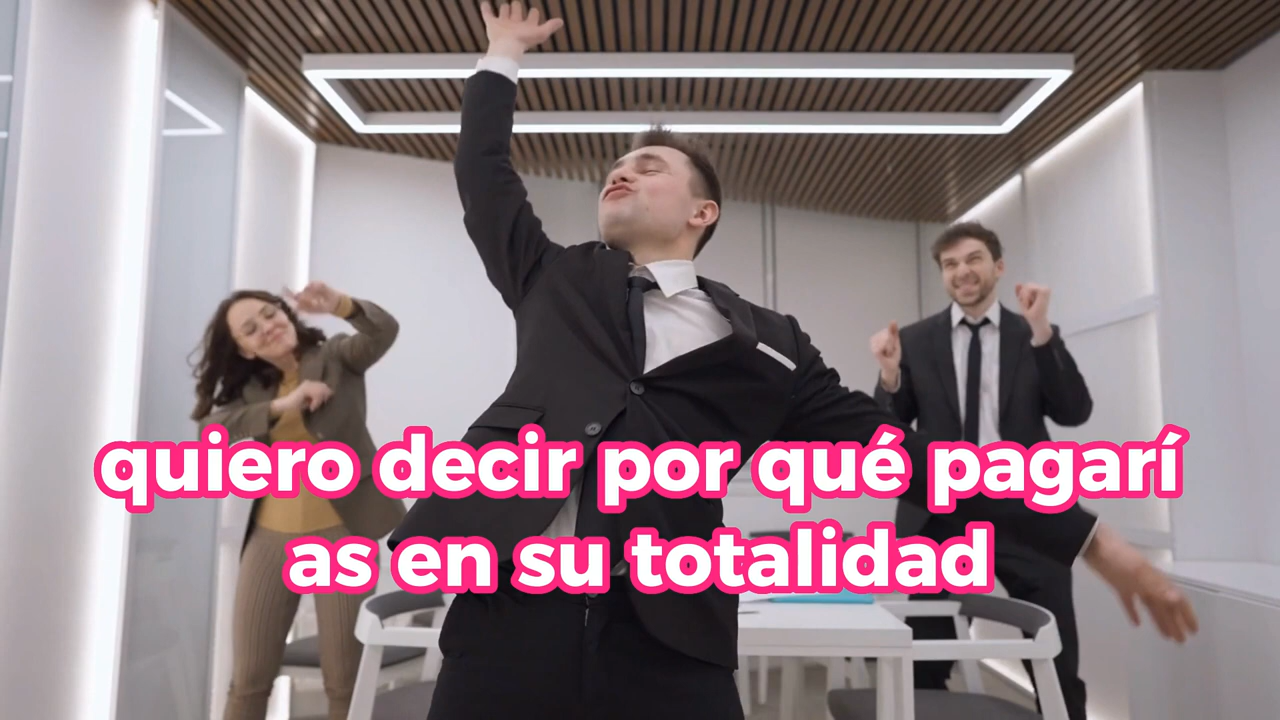 quiero decir por qué pagarí
as en su totalidad